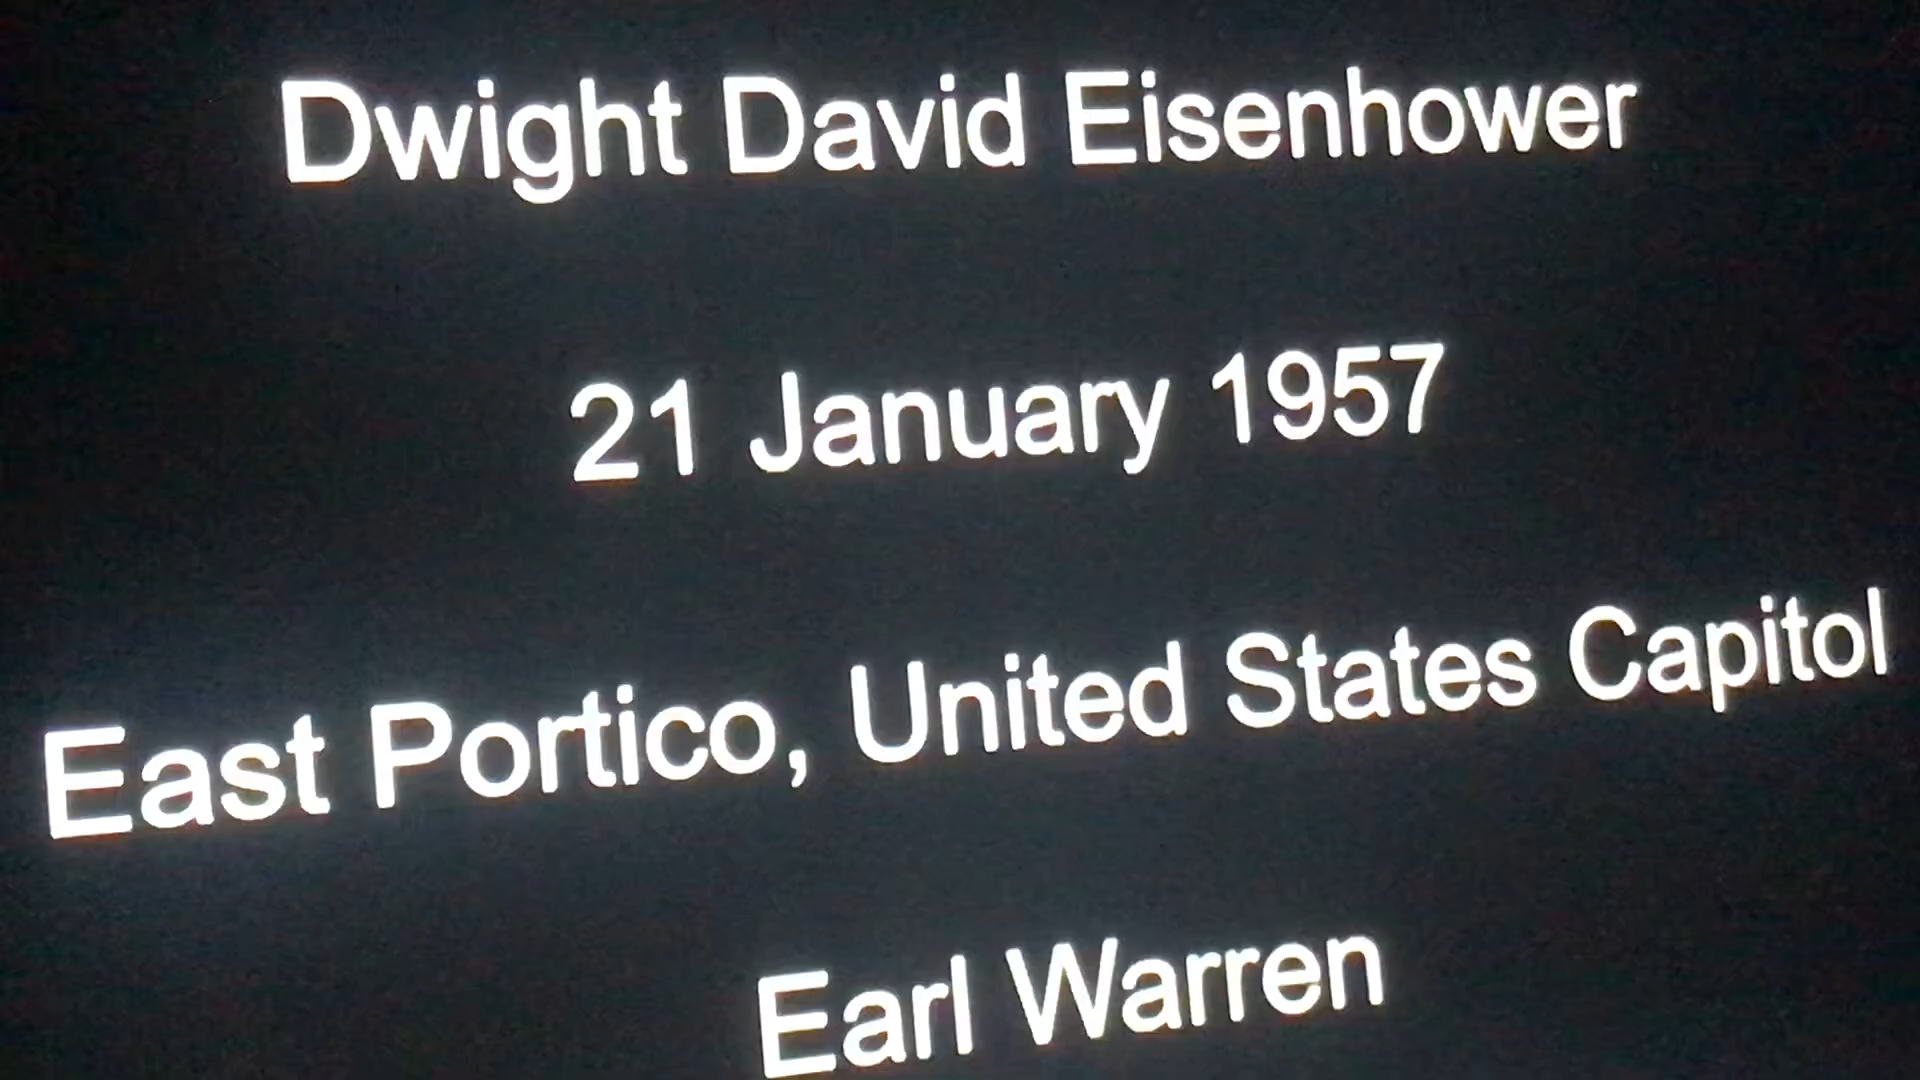 Dwight David Eisenhower
21 January 1957
East Portico, United States Capitol
Earl Warren